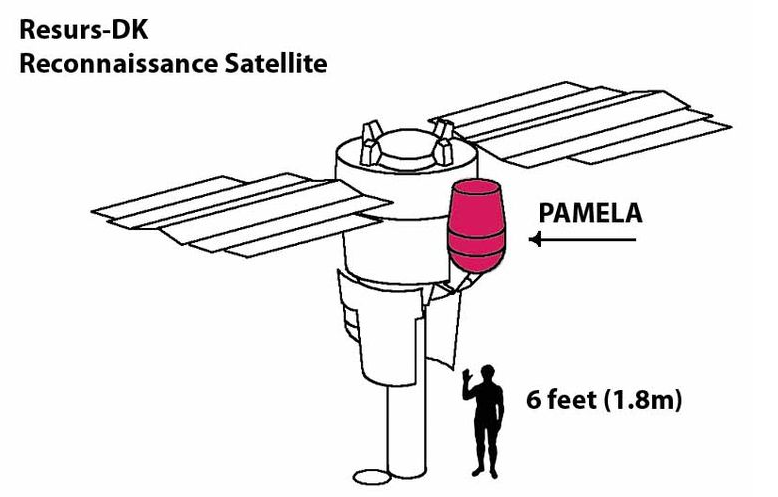 Resurs-DK
Reconnaissance Satellite
PAMELA
6 feet (1.8m)